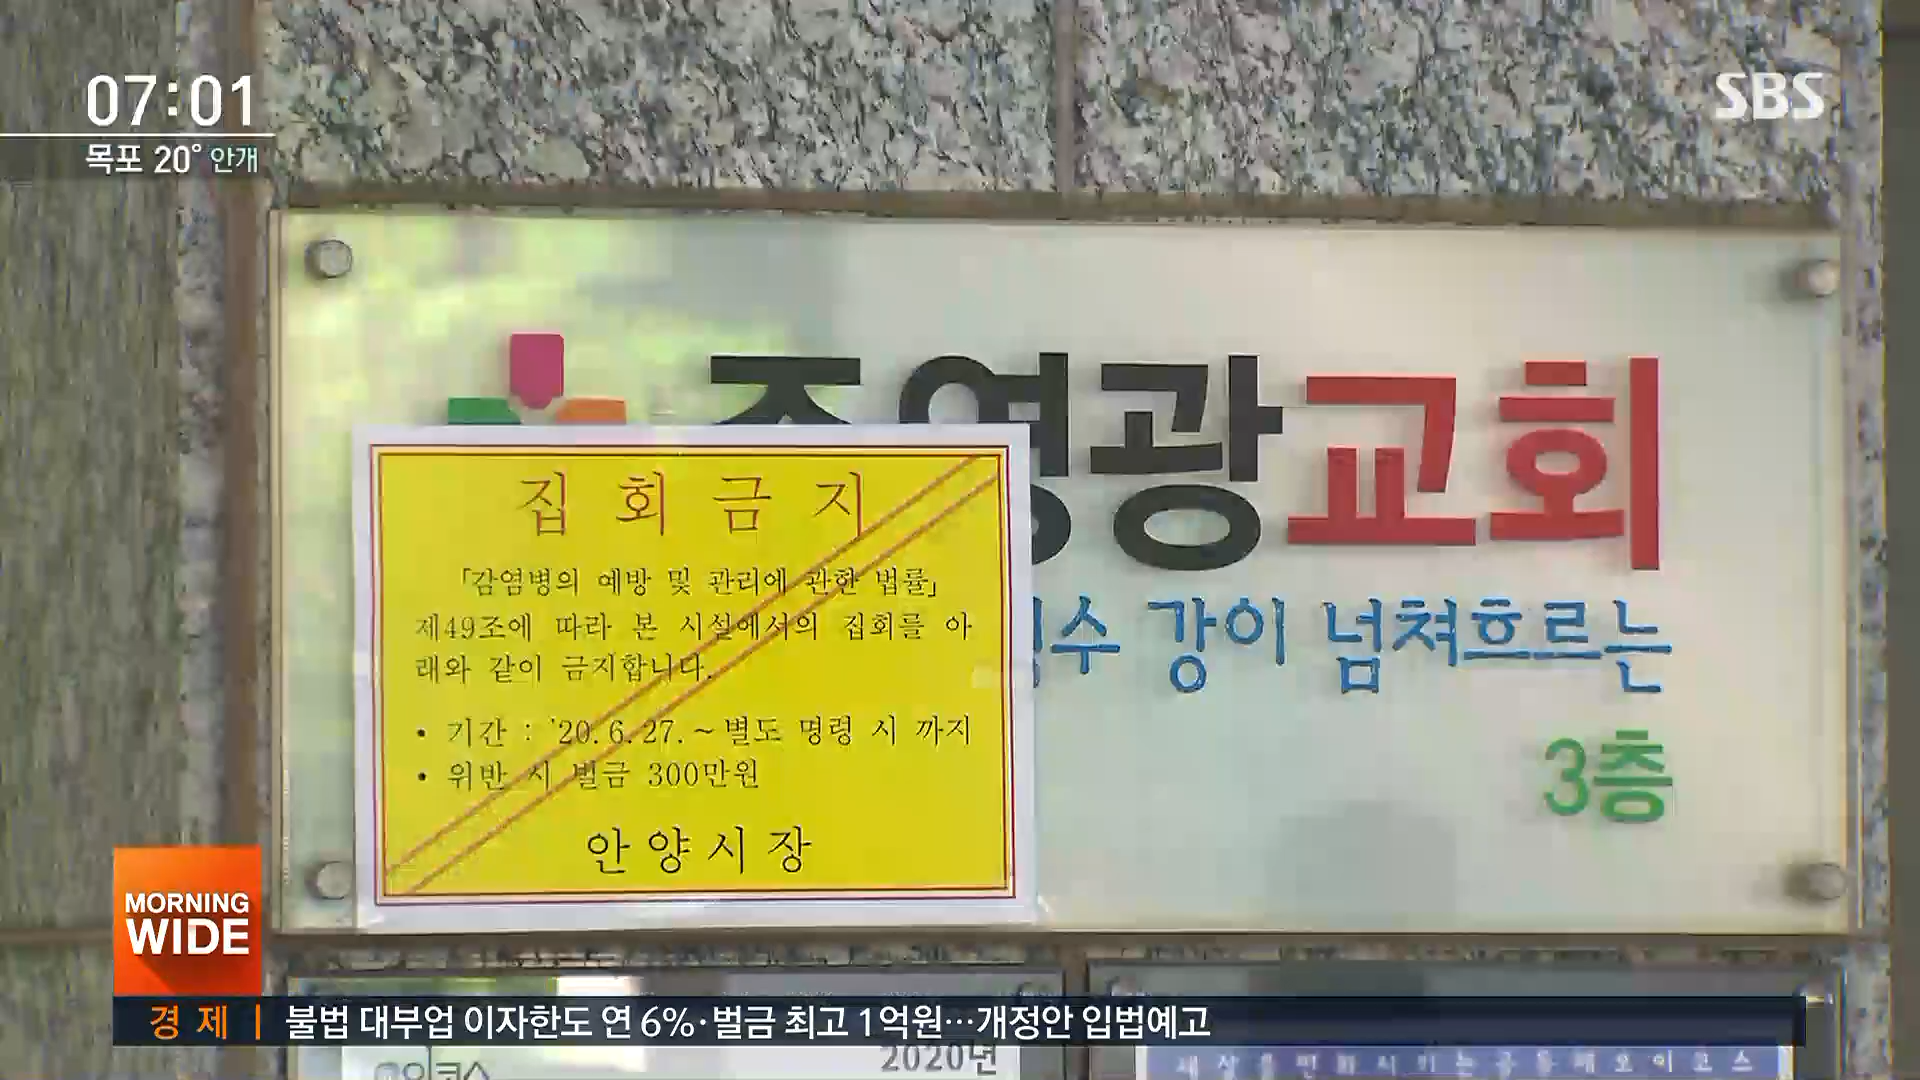 07:01
목포 20° 안개
SBS
주영광교회
수 강이 넘쳐흐르는
3층
집회금지
「감염병의 예방 및 관리에 관한 법률」
제49조에 따라 본 시설에서의 집회를 아
래와 같이 금지합니다.
• 기간 : '20. 6. 27. ~ 별도 명령 시 까지
• 위반 시 벌금 300만원
안양시장
MORNING
WIDE
경제 | 불법 대부업 이자한도 연 6%·벌금 최고 1억원…개정안 입법예고
2020년